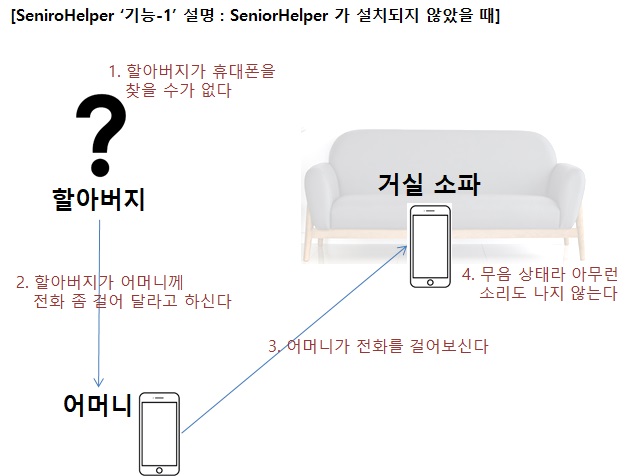 [SeniroHelper ‘기능-1’ 설명 : SeniorHelper 가 설치되지 않았을 때]
1. 할아버지가 휴대폰을
찾을 수가 없다
?
할아버지
거실 소파
2. 할아버지가 어머니께
전화 좀 걸어 달라고 하신다
4. 무음 상태라 아무런
소리도 나지 않는다
3. 어머니가 전화를 걸어보신다
어머니